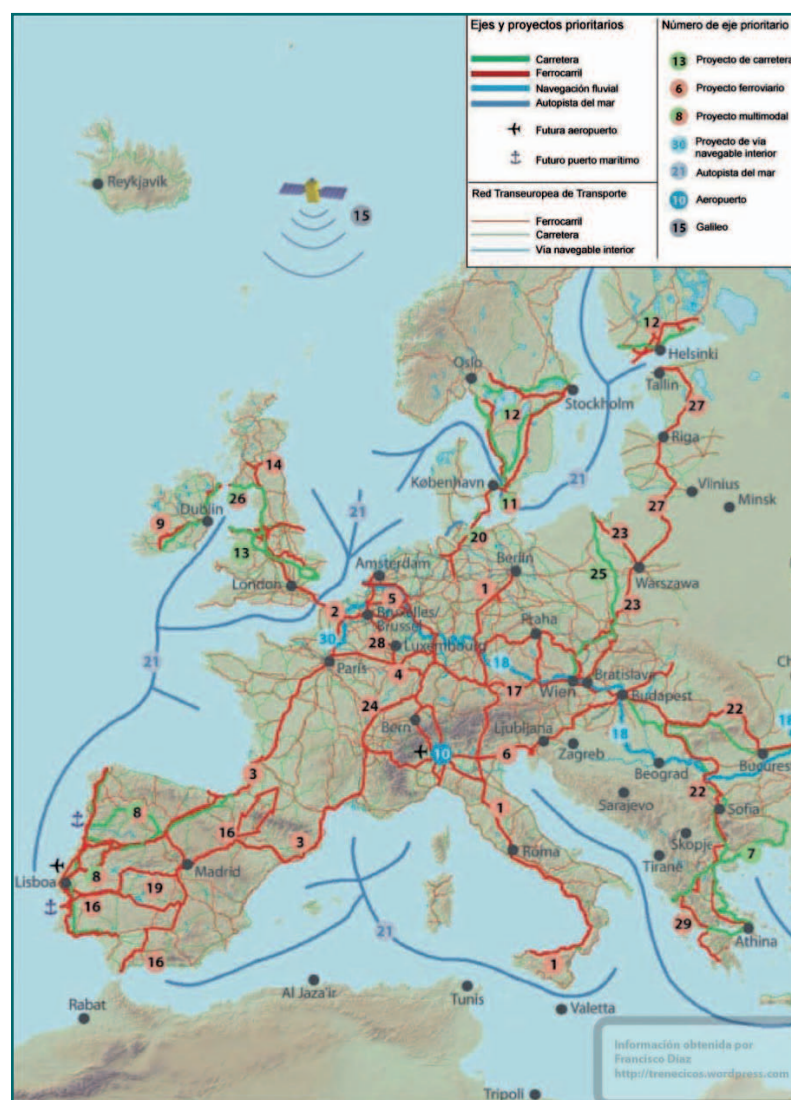 Ejes y proyectos prioritarios
Carretera
Ferrocarril
Navegación fluvial
Autopista del mar
Futura aeropuerto
Futuro puerto marítimo
Red Transeuropea de Transporte
Ferrocarril
Carretera
Vía navegable interior
Número de eje prioritario
13 Proyecto de carretera
6 Proyecto ferroviario
8 Proyecto multimodal
30 Proyecto de vía
navegable interior
21 Autopista del mar
10 Aeropuerto
15 Galileo
Reykjavík
15
12
Helsinki
Oslo
Tallin
Stockholm
27
12
Riga
14
København
21
Vilnius
26
11
Minsk
21
9
Dublin
27
20
23
13
Amsterdam
Berlin
25
Warszawa
London
5
1
23
2
Bruxelles/
Brussel
Praha
30
28
Luxembourg
París
4
18
Bratislava
21
17
Wien
Budapest
24
22
Bern
Ljubljana
18
10
6
Zagreb
Bucuresti
3
Beograd
22
8
16
1
Sarajevo
Sofia
3
Skopje
Roma
Tirane
7
Madrid
Lisboa
8
19
16
29
21
Athina
16
1
Al Jaza'ir
Tunis
Rabat
Valetta
Información obtenida por
Francisco Díaz
http://trenecicos.wordpress.com
Tripoli